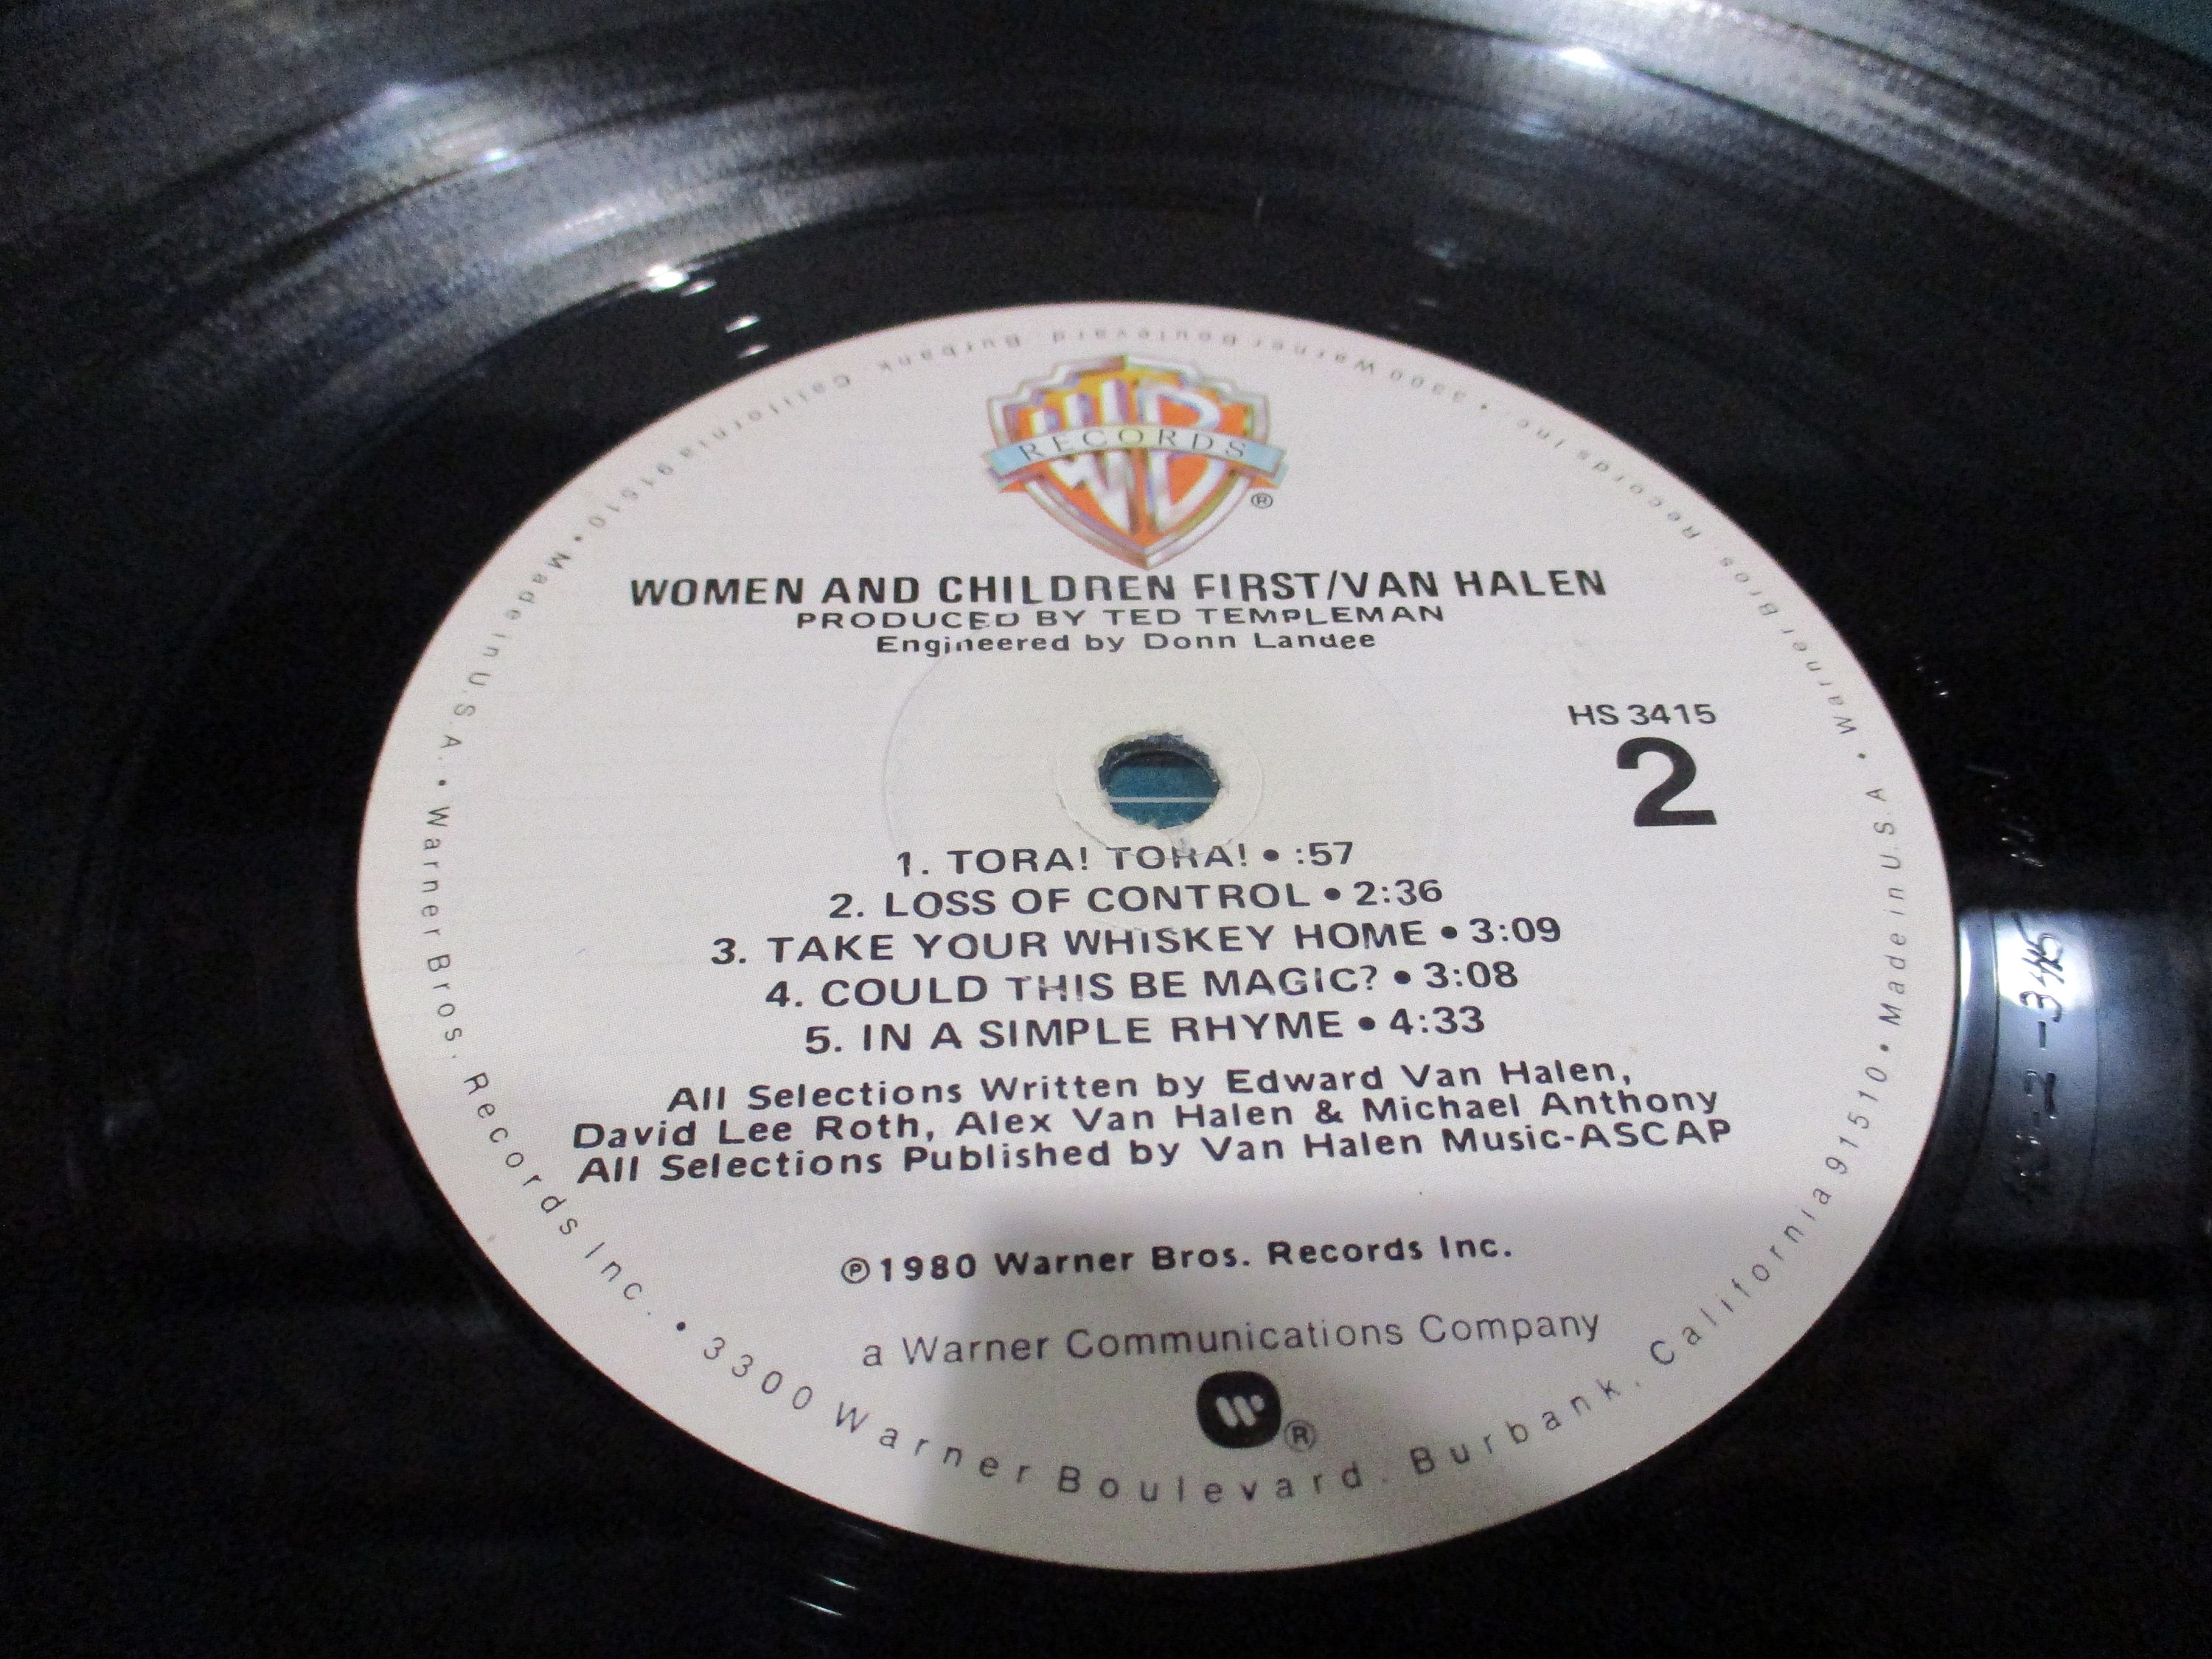 WB
RECORDS
®
WOMEN AND CHILDREN FIRST/VAN HALEN
PRODUCED BY TED TEMPLEMAN
Engineered by Donn Landee
HS 3415
2
1. TORA! TORA! • :57
2. LOSS OF CONTROL • 2:36
3. TAKE YOUR WHISKEY HOME • 3:09
4. COULD THIS BE MAGIC? • 3:08
5. IN A SIMPLE RHYME • 4:33
All Selections Written by Edward Van Halen,
David Lee Roth, Alex Van Halen & Michael Anthony
All Selections Published by Van Halen Music-ASCAP
℗1980 Warner Bros. Records Inc.
a Warner Communications Company
®
Warner Bros. Records Inc. • 3300 Warner Boulevard. Burbank. California 91510 • Made in U.S.A. •
Warner Bros. Records Inc. • 3300 Warner Boulevard. Burbank. California 91510 • Made in U.S.A. •